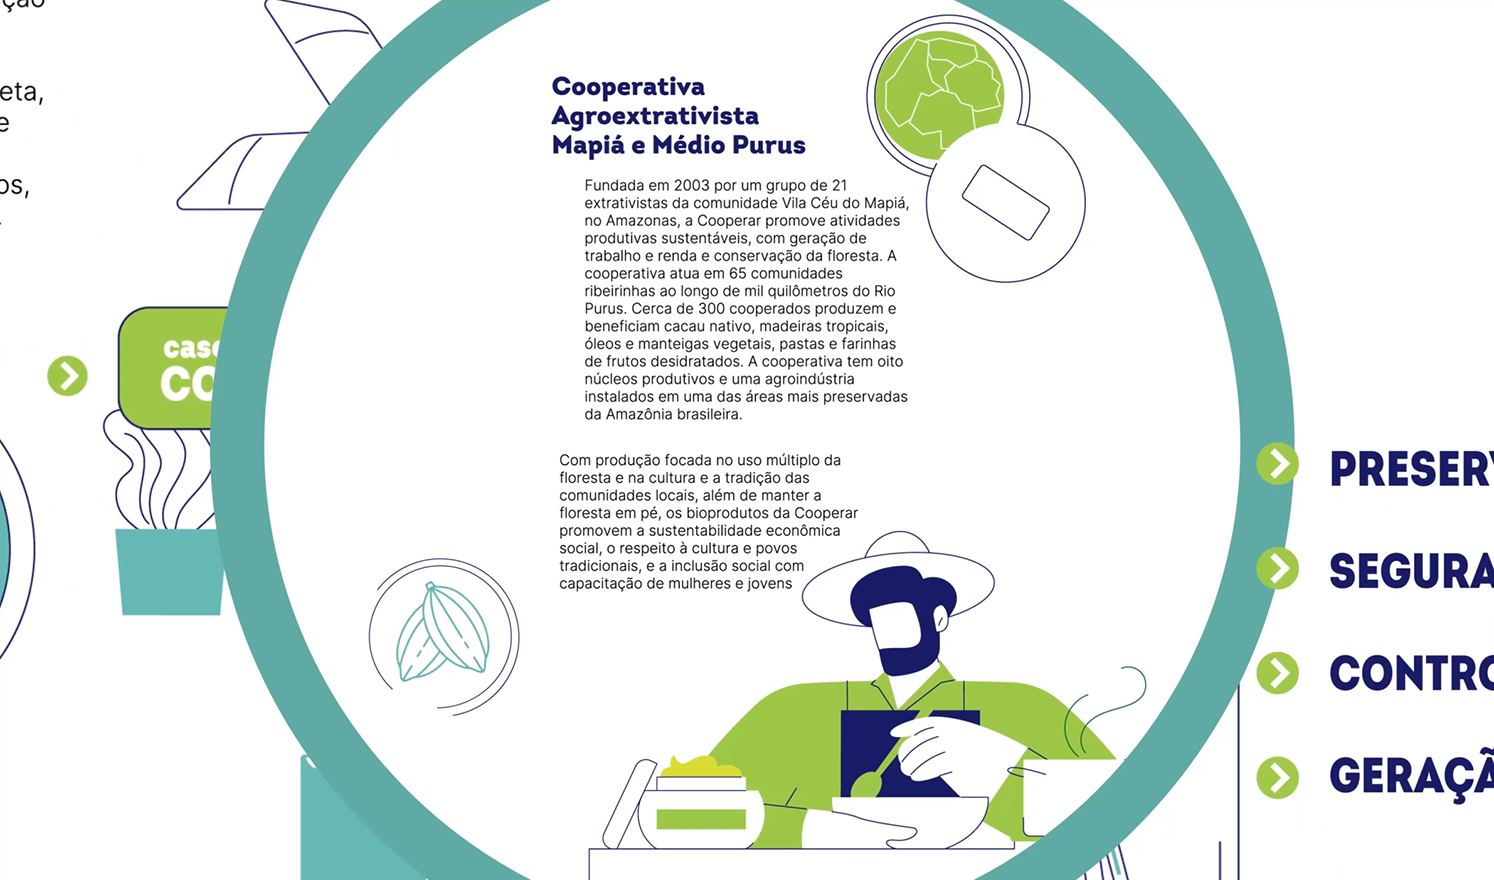 eta,
e
os,
Cooperativa
Agroextrativista
Mapiá e Médio Purus
Fundada em 2003 por um grupo de 21
extrativistas da comunidade Vila Céu do Mapiá,
no Amazonas, a Cooperar promove atividades
produtivas sustentáveis, com geração de
trabalho e renda e conservação da floresta. A
cooperativa atua em 65 comunidades
ribeirinhas ao longo de mil quilômetros do Rio
Purus. Cerca de 300 cooperados produzem e
beneficiam cacau nativo, madeiras tropicais,
óleos e manteigas vegetais, pastas e farinhas
de frutos desidratados. A cooperativa tem oito
núcleos produtivos e uma agroindústria
instalados em uma das áreas mais preservadas
da Amazônia brasileira.
Com produção focada no uso múltiplo da
floresta e na cultura e a tradição das
comunidades locais, além de manter a
floresta em pé, os bioprodutos da Cooperar
promovem a sustentabilidade econômica
social, o respeito à cultura e povos
tradicionais, e a inclusão social com
capacitação de mulheres e jovens
cas
CO
PRESER
SEGURA
CONTR
GERAÇÃ